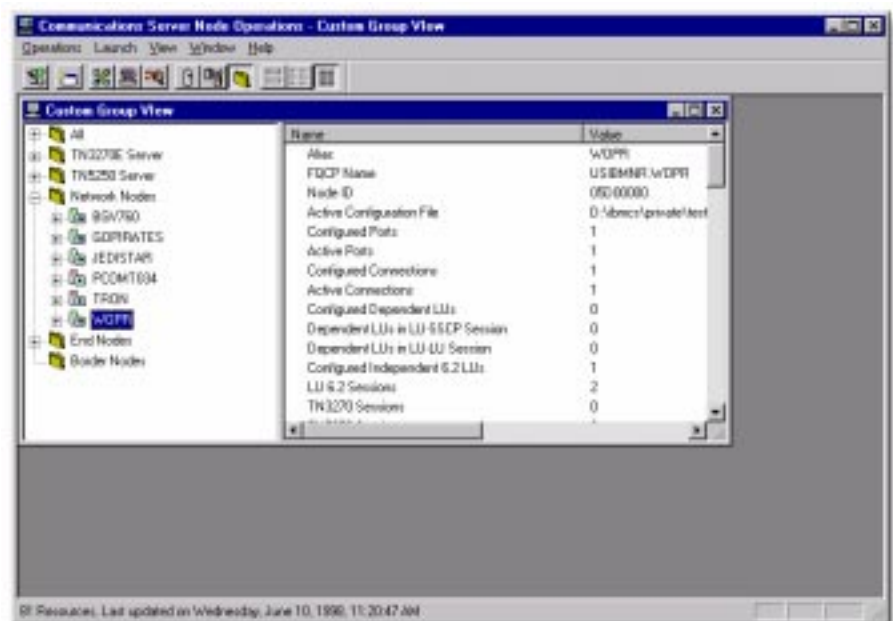 Communications Server Node Operations - Custom Group View
Operations Launch View Window Help
Custom Group View
All
TN3270E Server
TN5250 Server
Network Nodes
BSV760
GOPIRATES
JEDISTAR
PCOMT034
TRON
WOPR
End Nodes
Border Nodes
Name Value
Alias WOPR
FQCP Name USIBMNR.WOPR
Node ID 05D00000
Active Configuration File D:\ibmcs\private\test
Configured Ports 1
Active Ports 1
Configured Connections 1
Active Connections 1
Configured Dependent LUs 0
Dependent LUs in LU-SSCP Session 0
Dependent LUs in LU-LU Session 0
Configured Independent 6.2 LUs 1
LU 6.2 Sessions 2
TN3270 Sessions 0
Resources, Last updated on Wednesday, June 10, 1998, 11:20:47 AM